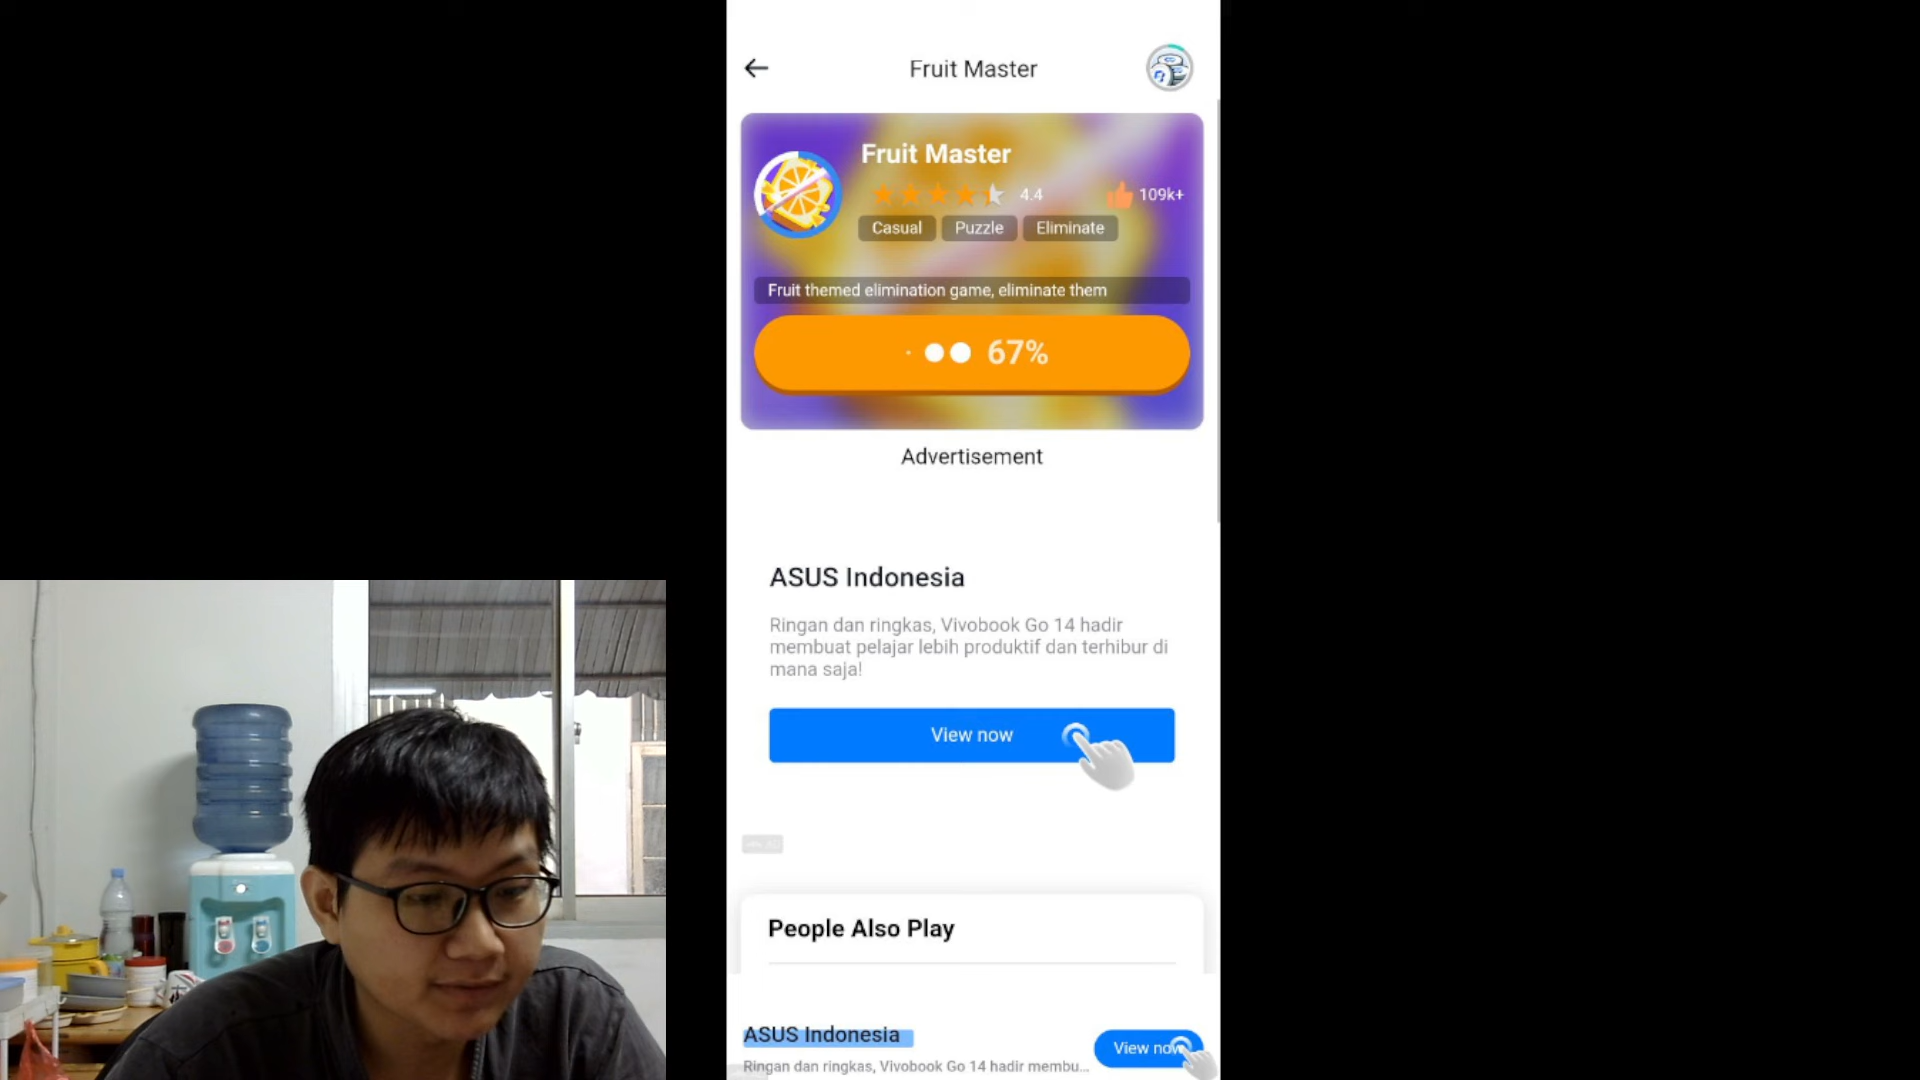 Fruit Master
Fruit Master
4.4
109k+
Casual
Puzzle
Eliminate
Fruit themed elimination game, eliminate them
67%
Advertisement
ASUS Indonesia
Ringan dan ringkas, Vivobook Go 14 hadir
membuat pelajar lebih produktif dan terhibur di
mana saja!
View now
People Also Play
ASUS Indonesia
Ringan dan ringkas, Vivobook Go 14 hadir membu...
View now